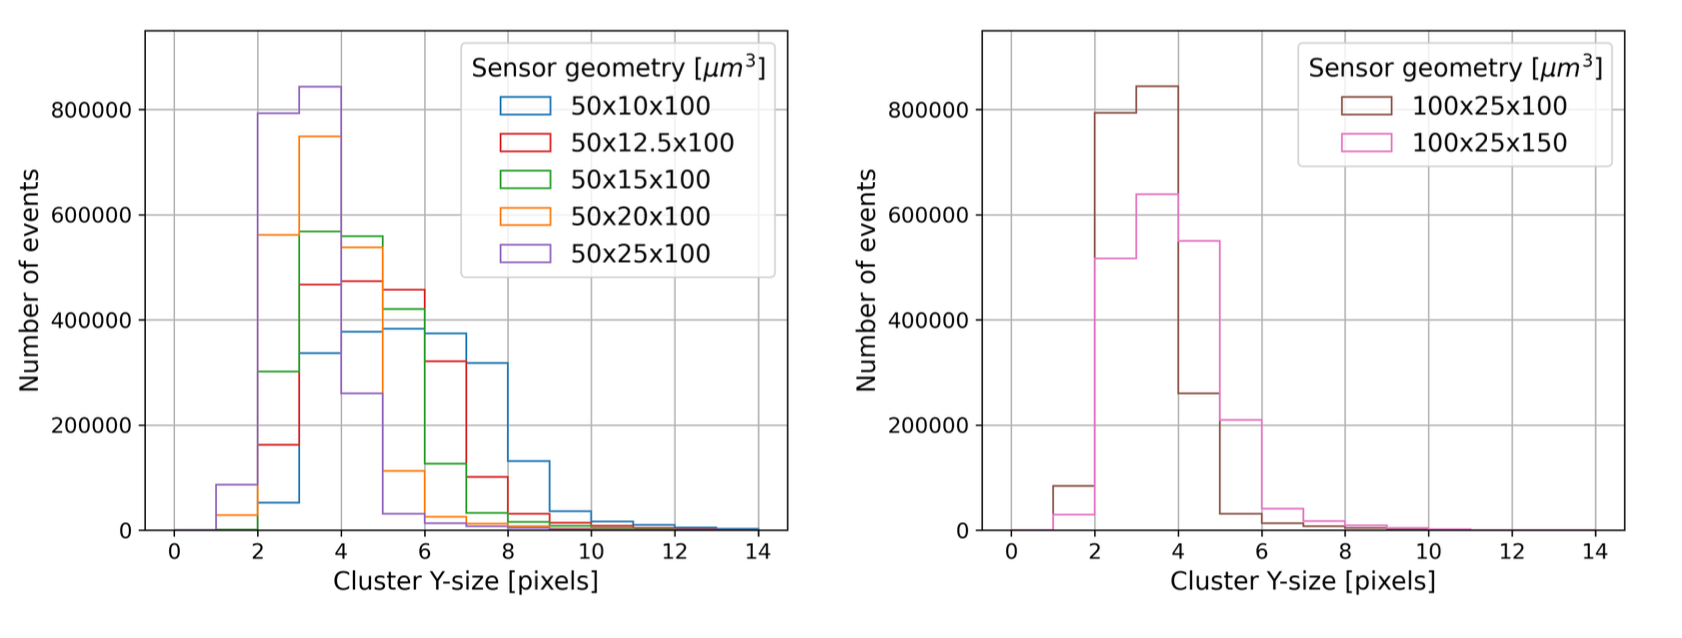 Sensor geometry [μm³]
50x10x100
50x12.5x100
50x15x100
50x20x100
50x25x100
Number of events
800000
600000
400000
200000
0
0 2 4 6 8 10 12 14
Cluster Y-size [pixels]
Sensor geometry [μm³]
100x25x100
100x25x150
Number of events
800000
600000
400000
200000
0
0 2 4 6 8 10 12 14
Cluster Y-size [pixels]